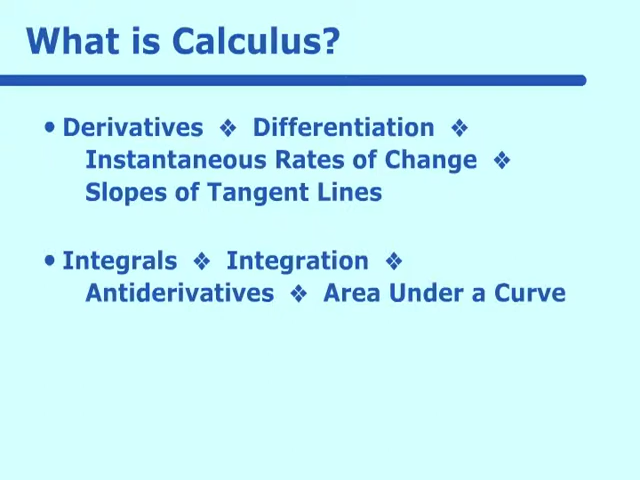 What is Calculus?
• Derivatives ❖ Differentiation ❖
Instantaneous Rates of Change ❖
Slopes of Tangent Lines
• Integrals ❖ Integration ❖
Antiderivatives ❖ Area Under a Curve